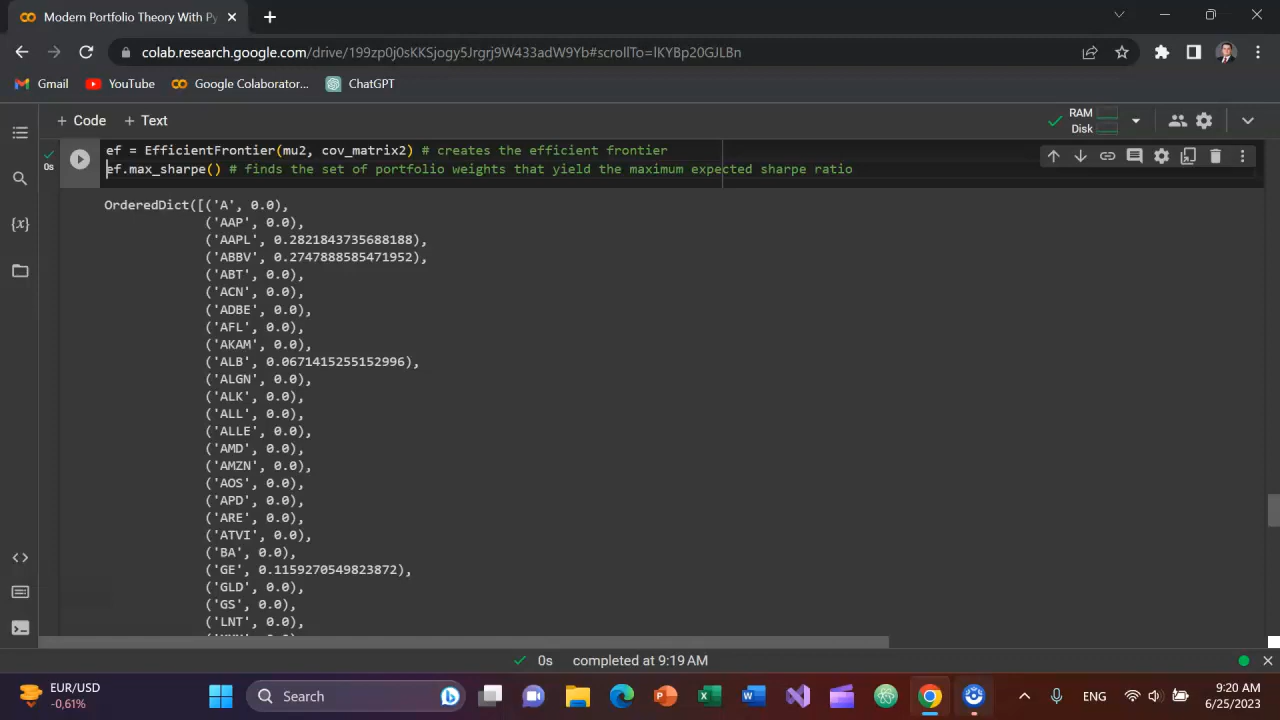 Modern Portfolio Theory With Py
colab.research.google.com/drive/199zp0j0sKKSjogy5Jrgrj9W433adW9Yb#scrollTo=lKYBp20GJLBn
Gmail
YouTube
Google Colaborator...
ChatGPT
+ Code
+ Text
RAM
Disk
0s
ef = EfficientFrontier(mu2, cov_matrix2) # creates the efficient frontier
ef.max_sharpe() # finds the set of portfolio weights that yield the maximum expected sharpe ratio
OrderedDict([('A', 0.0),
('AAP', 0.0),
('AAPL', 0.2821843735688188),
('ABBV', 0.2747888585471952),
('ABT', 0.0),
('ACN', 0.0),
('ADBE', 0.0),
('AFL', 0.0),
('AKAM', 0.0),
('ALB', 0.0671415255152996),
('ALGN', 0.0),
('ALK', 0.0),
('ALL', 0.0),
('ALLE', 0.0),
('AMD', 0.0),
('AMZN', 0.0),
('AOS', 0.0),
('APD', 0.0),
('ARE', 0.0),
('ATVI', 0.0),
('BA', 0.0),
('GE', 0.1159270549823872),
('GLD', 0.0),
('GS', 0.0),
('LNT', 0.0),
0s completed at 9:19 AM
EUR/USD
-0,61%
Search
ENG
9:20 AM
6/25/2023